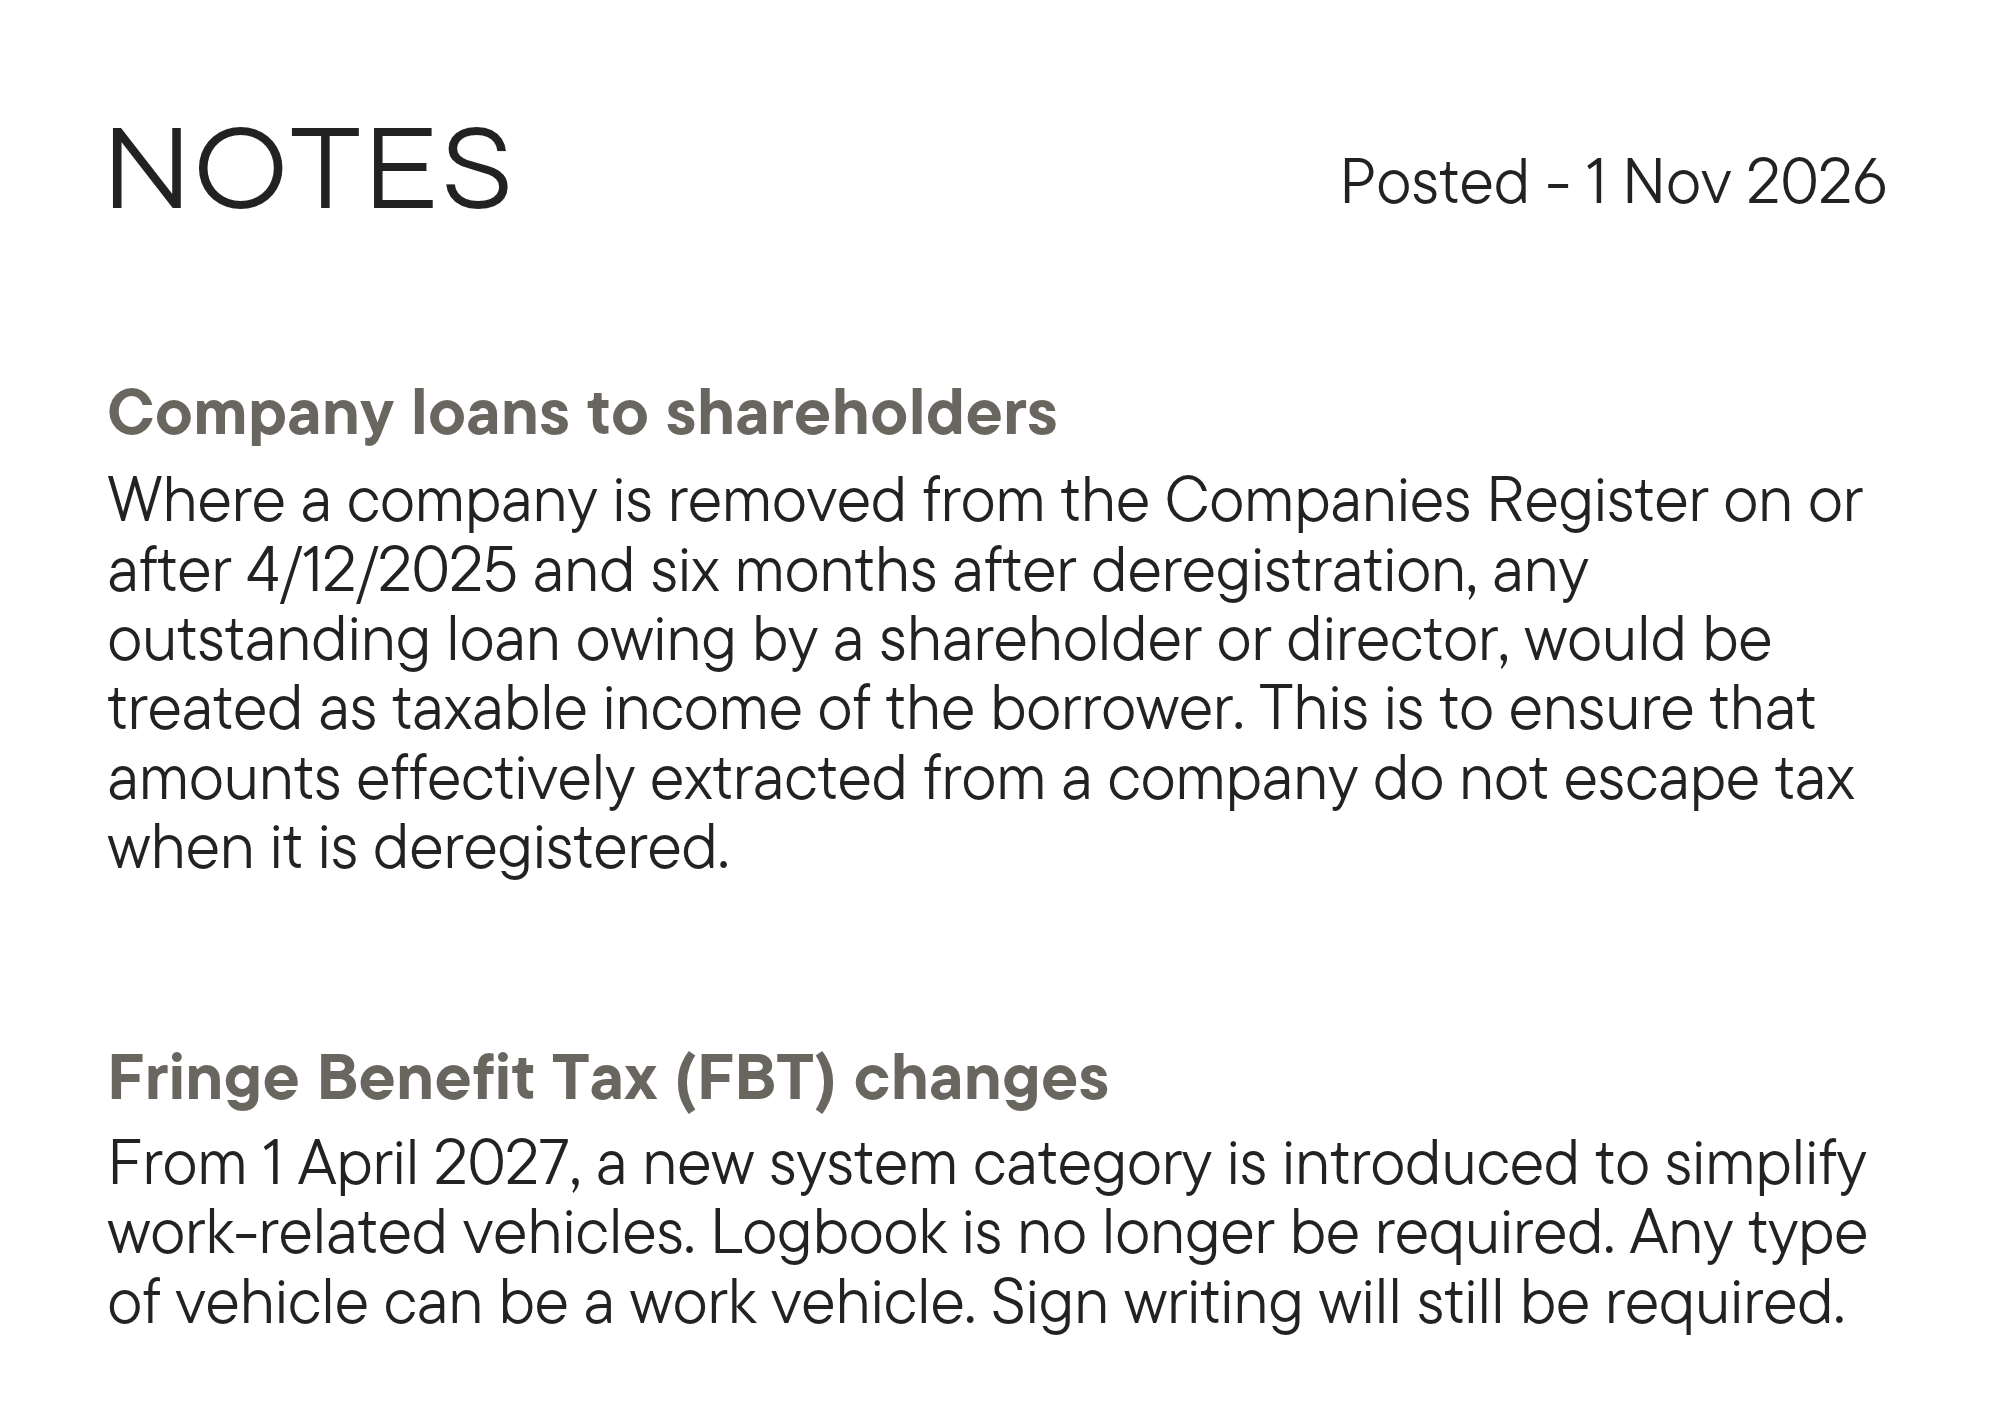 NOTES
Posted - 1 Nov 2026
Company loans to shareholders
Where a company is removed from the Companies Register on or
after 4/12/2025 and six months after deregistration, any
outstanding loan owing by a shareholder or director, would be
treated as taxable income of the borrower. This is to ensure that
amounts effectively extracted from a company do not escape tax
when it is deregistered.
Fringe Benefit Tax (FBT) changes
From 1 April 2027, a new system category is introduced to simplify
work-related vehicles. Logbook is no longer be required. Any type
of vehicle can be a work vehicle. Sign writing will still be required.